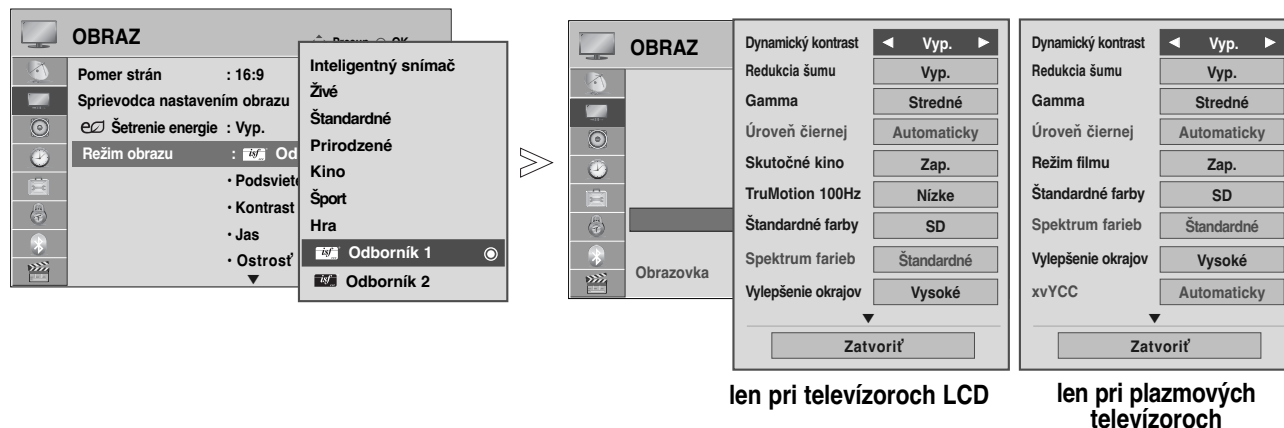 OBRAZ
OK
Pomer strán : 16:9
Sprievodca nastavením obrazu
Šetrenie energie : Vyp.
Režim obrazu : isf Od
• Podsviet
• Kontrast
• Jas
• Ostrosť
Inteligentný snímač
Živé
Štandardné
Prirodzené
Kino
Šport
Hra
isf Odborník 1
isf Odborník 2
OBRAZ
Obrazovka
Dynamický kontrast ◄ Vyp. ►
Redukcia šumu Vyp.
Gamma Stredné
Úroveň čiernej Automaticky
Skutočné kino Zap.
TruMotion 100Hz Nízke
Štandardné farby SD
Spektrum farieb Štandardné
Vylepšenie okrajov Vysoké
▼
Zatvoriť
len pri televízoroch LCD
Dynamický kontrast ◄ Vyp. ►
Redukcia šumu Vyp.
Gamma Stredné
Úroveň čiernej Automaticky
Režim filmu Zap.
Štandardné farby SD
Spektrum farieb Štandardné
Vylepšenie okrajov Vysoké
xvYCC Automaticky
▼
Zatvoriť
len pri plazmových
televízoroch